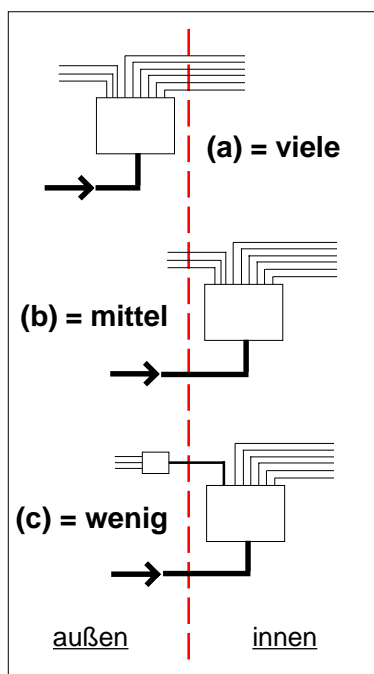 (a) = viele
(b) = mittel
(c) = wenig
außen innen